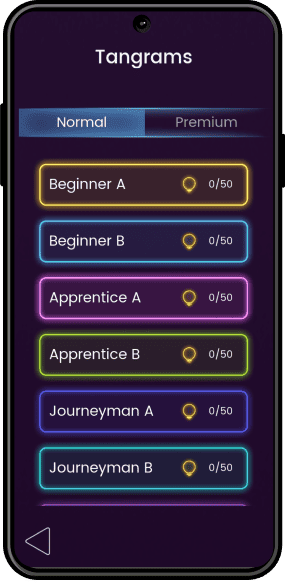 Tangrams
Normal Premium
Beginner A 0/50
Beginner B 0/50
Apprentice A 0/50
Apprentice B 0/50
Journeyman A 0/50
Journeyman B 0/50